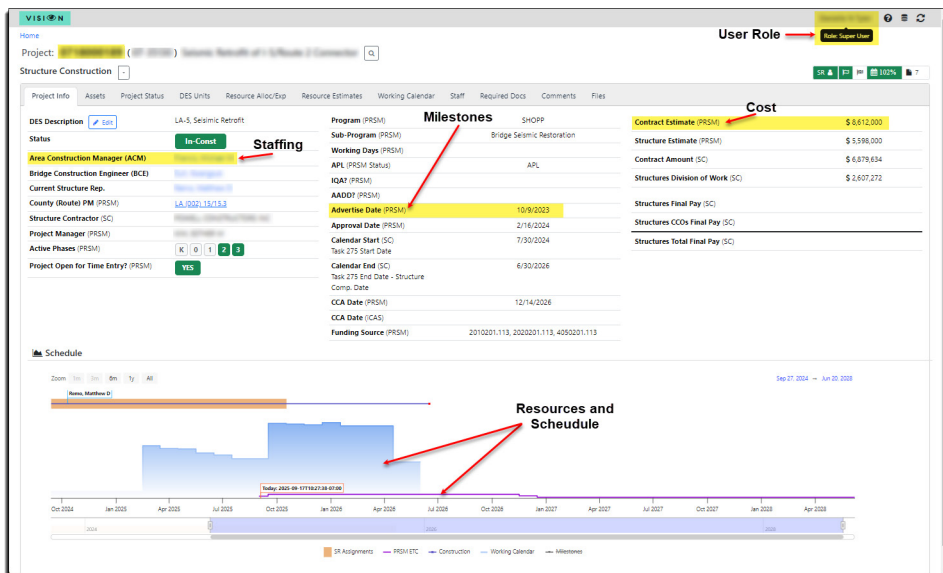 VISION
Home
User Role
Role: Super User
Project:
Structure Construction -
SR 102% 7
Project Info Assets Project Status DES Units Resource Alloc/Exp Resource Estimates Working Calendar Staff Required Docs Comments Files
Milestones
Cost
Staffing
DES Description Edit LA-5, Seisimic Retrofit
Status In-Const
Area Construction Manager (ACM)
Bridge Construction Engineer (BCE)
Current Structure Rep.
County (Route) PM (PRSM) LA (002) 15/15.3
Structure Contractor (SC)
Project Manager (PRSM)
Active Phases (PRSM) K 0 1 2 3
Project Open for Time Entry? (PRSM) YES
Program (PRSM) SHOPP
Sub-Program (PRSM) Bridge Seismic Restoration
Working Days (PRSM)
APL (PRSM Status) APL
IQA? (PRSM)
AADD? (PRSM)
Advertise Date (PRSM) 10/9/2023
Approval Date (PRSM) 2/16/2024
Calendar Start (SC) 7/30/2024
Task 275 Start Date
Calendar End (SC) 6/30/2026
Task 275 End Date - Structure
Comp. Date
CCA Date (PRSM) 12/14/2026
CCA Date (ICAS)
Funding Source (PRSM) 2010201.113, 2020201.113, 4050201.113
Contract Estimate (PRSM) $ 8,612,000
Structure Estimate (PRSM) $ 5,598,000
Contract Amount (SC) $ 6,879,634
Structures Division of Work (SC) $ 2,607,272
Structures Final Pay (SC)
Structures CCOs Final Pay (SC)
Structures Total Final Pay (SC)
Schedule
Zoom 1m 3m 6m 1y All
Sep 27, 2024 → Jun 20, 2028
Remo, Matthew D
Resources and
Scheudule
Today: 2025-09-17T10:27:38-07:00
Oct 2024 Jan 2025 Apr 2025 Jul 2025 Oct 2025 Jan 2026 Apr 2026 Jul 2026 Oct 2026 Jan 2027 Apr 2027 Jul 2027 Oct 2027 Jan 2028 Apr 2028
2024 2026 2028
SR Assignments PRSM ETC Construction Working Calendar Milestones